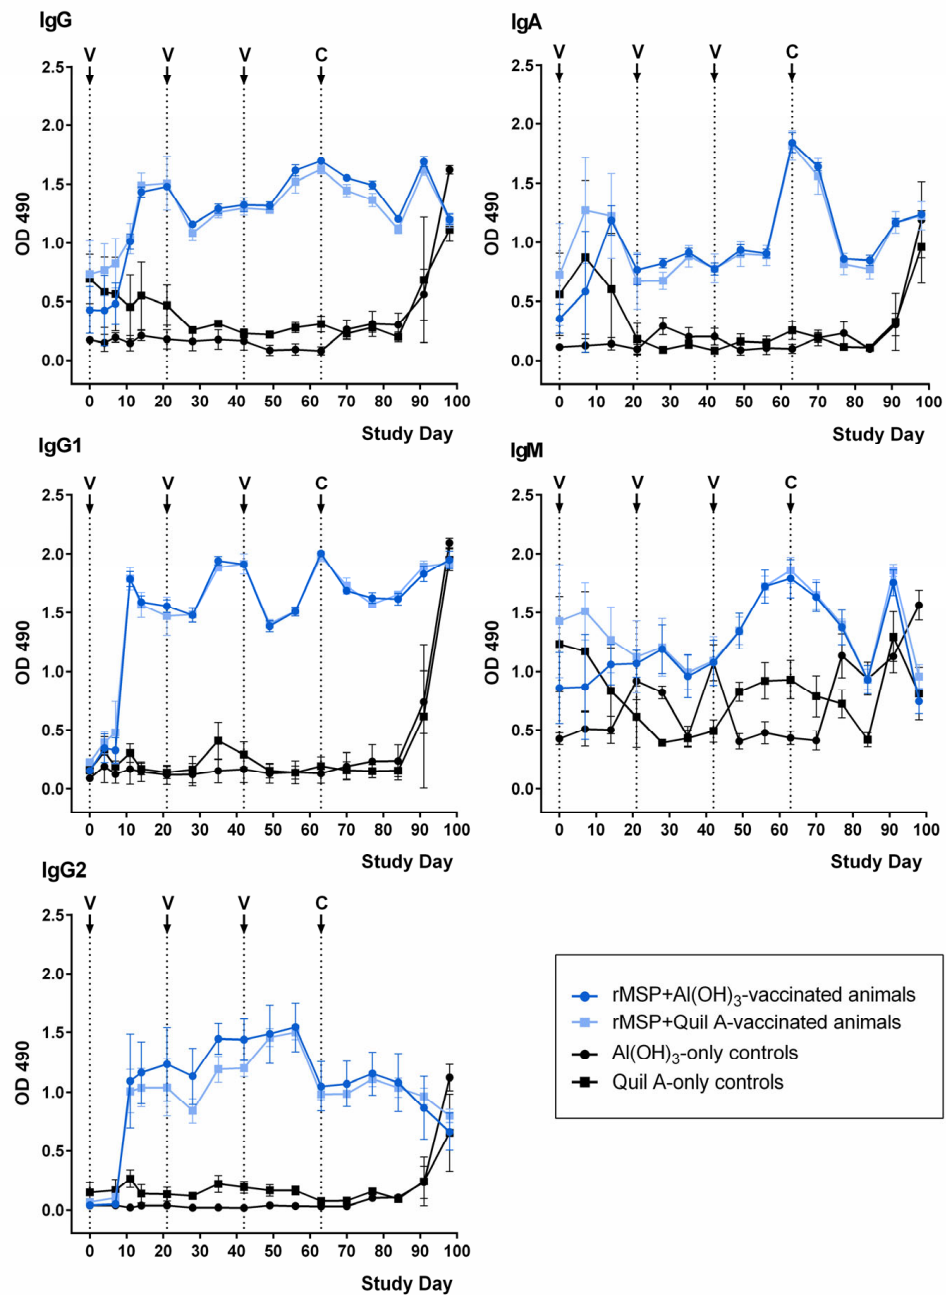 IgG
V V V C
2.5
2.0
1.5
1.0
0.5
0.0
OD 490
0 10 20 30 40 50 60 70 80 90 100
Study Day
IgA
V V V C
2.5
2.0
1.5
1.0
0.5
0.0
OD 490
0 10 20 30 40 50 60 70 80 90 100
Study Day
IgG1
V V V C
2.5
2.0
1.5
1.0
0.5
0.0
OD 490
0 10 20 30 40 50 60 70 80 90 100
Study Day
IgM
V V V C
2.5
2.0
1.5
1.0
0.5
0.0
OD 490
0 10 20 30 40 50 60 70 80 90 100
Study Day
IgG2
V V V C
2.5
2.0
1.5
1.0
0.5
0.0
OD 490
0 10 20 30 40 50 60 70 80 90 100
Study Day
rMSP+Al(OH)₃-vaccinated animals
rMSP+Quil A-vaccinated animals
Al(OH)₃-only controls
Quil A-only controls